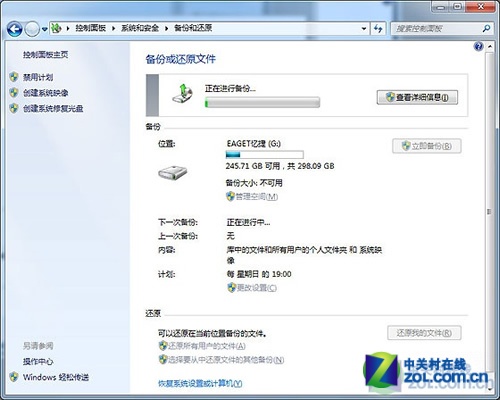 控制面板 ▸ 系统和安全 ▸ 备份和还原
搜索控制面板
控制面板主页
禁用计划
创建系统映像
创建系统修复光盘
另请参阅
操作中心
Windows 轻松传送
备份或还原文件
正在进行备份...
查看详细信息(I)
备份
位置: EAGET忆捷 (G:)
立即备份(B)
245.71 GB 可用，共 298.09 GB
备份大小: 不可用
管理空间(M)
下一次备份: 正在进行中...
上一次备份: 无
内容: 库中的文件和所有用户的个人文件夹 和 系统映
像
计划: 每 星期日 的 19:00
更改设置(C)
还原
可以还原在当前位置备份的文件。
还原我的文件(R)
还原所有用户的文件(A)
选择要从中还原文件的其他备份(N)
恢复系统设置或计算机(Y)
中关村在线
zol.com.cn